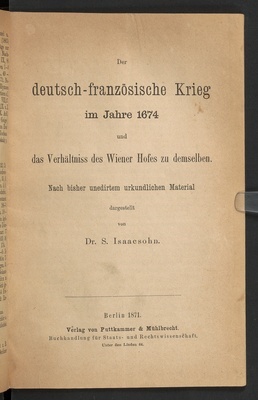 Der
deutsch-französische Krieg
im Jahre 1674
und
das Verhältniss des Wiener Hofes zu demselben.
Nach bisher unedirtem urkundlichen Material
dargestellt
von
Dr. S. Isaacsohn.
Berlin 1871.
Verlag von Puttkammer & Mühlbrecht.
Buchhandlung für Staats- und Rechtswissenschaft.
Unter den Linden 64.